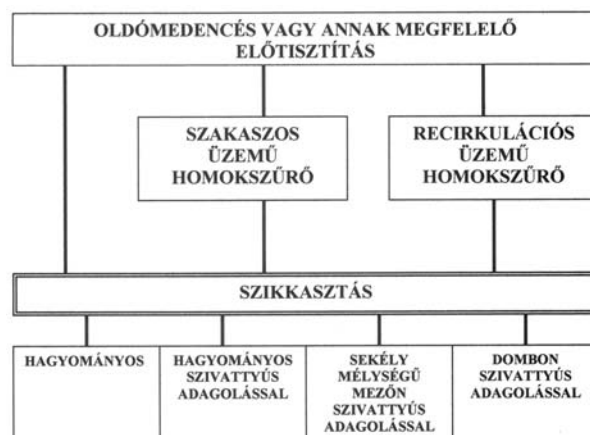 OLDÓMEDENCÉS VAGY ANNAK MEGFELELŐ
ELŐTISZTÍTÁS
SZAKASZOS
ÜZEMŰ
HOMOKSZŰRŐ
RECIRKULÁCIÓS
ÜZEMŰ
HOMOKSZŰRŐ
SZIKKASZTÁS
HAGYOMÁNYOS
HAGYOMÁNYOS
SZIVATTYÚS
ADAGOLÁSSAL
SEKÉLY
MÉLYSÉGŰ
MEZŐN
SZIVATTYÚS
ADAGOLÁSSAL
DOMBON
SZIVATTYÚS
ADAGOLÁSSAL